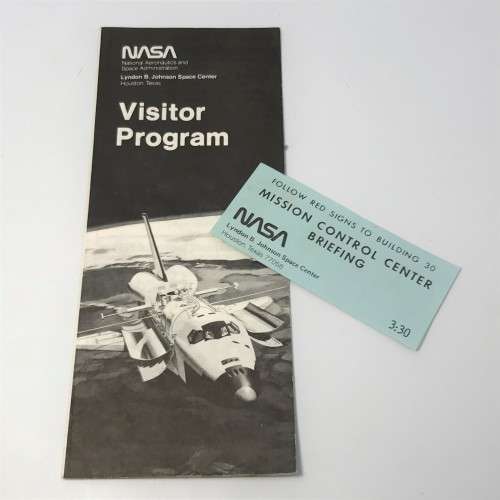 NASA
National Aeronautics and
Space Administration
Lyndon B. Johnson Space Center
Houston, Texas
Visitor
Program
FOLLOW RED SIGNS TO BUILDING 30
MISSION CONTROL CENTER
BRIEFING
NASA
Lyndon B. Johnson Space Center
Houston, Texas 77058
3:30